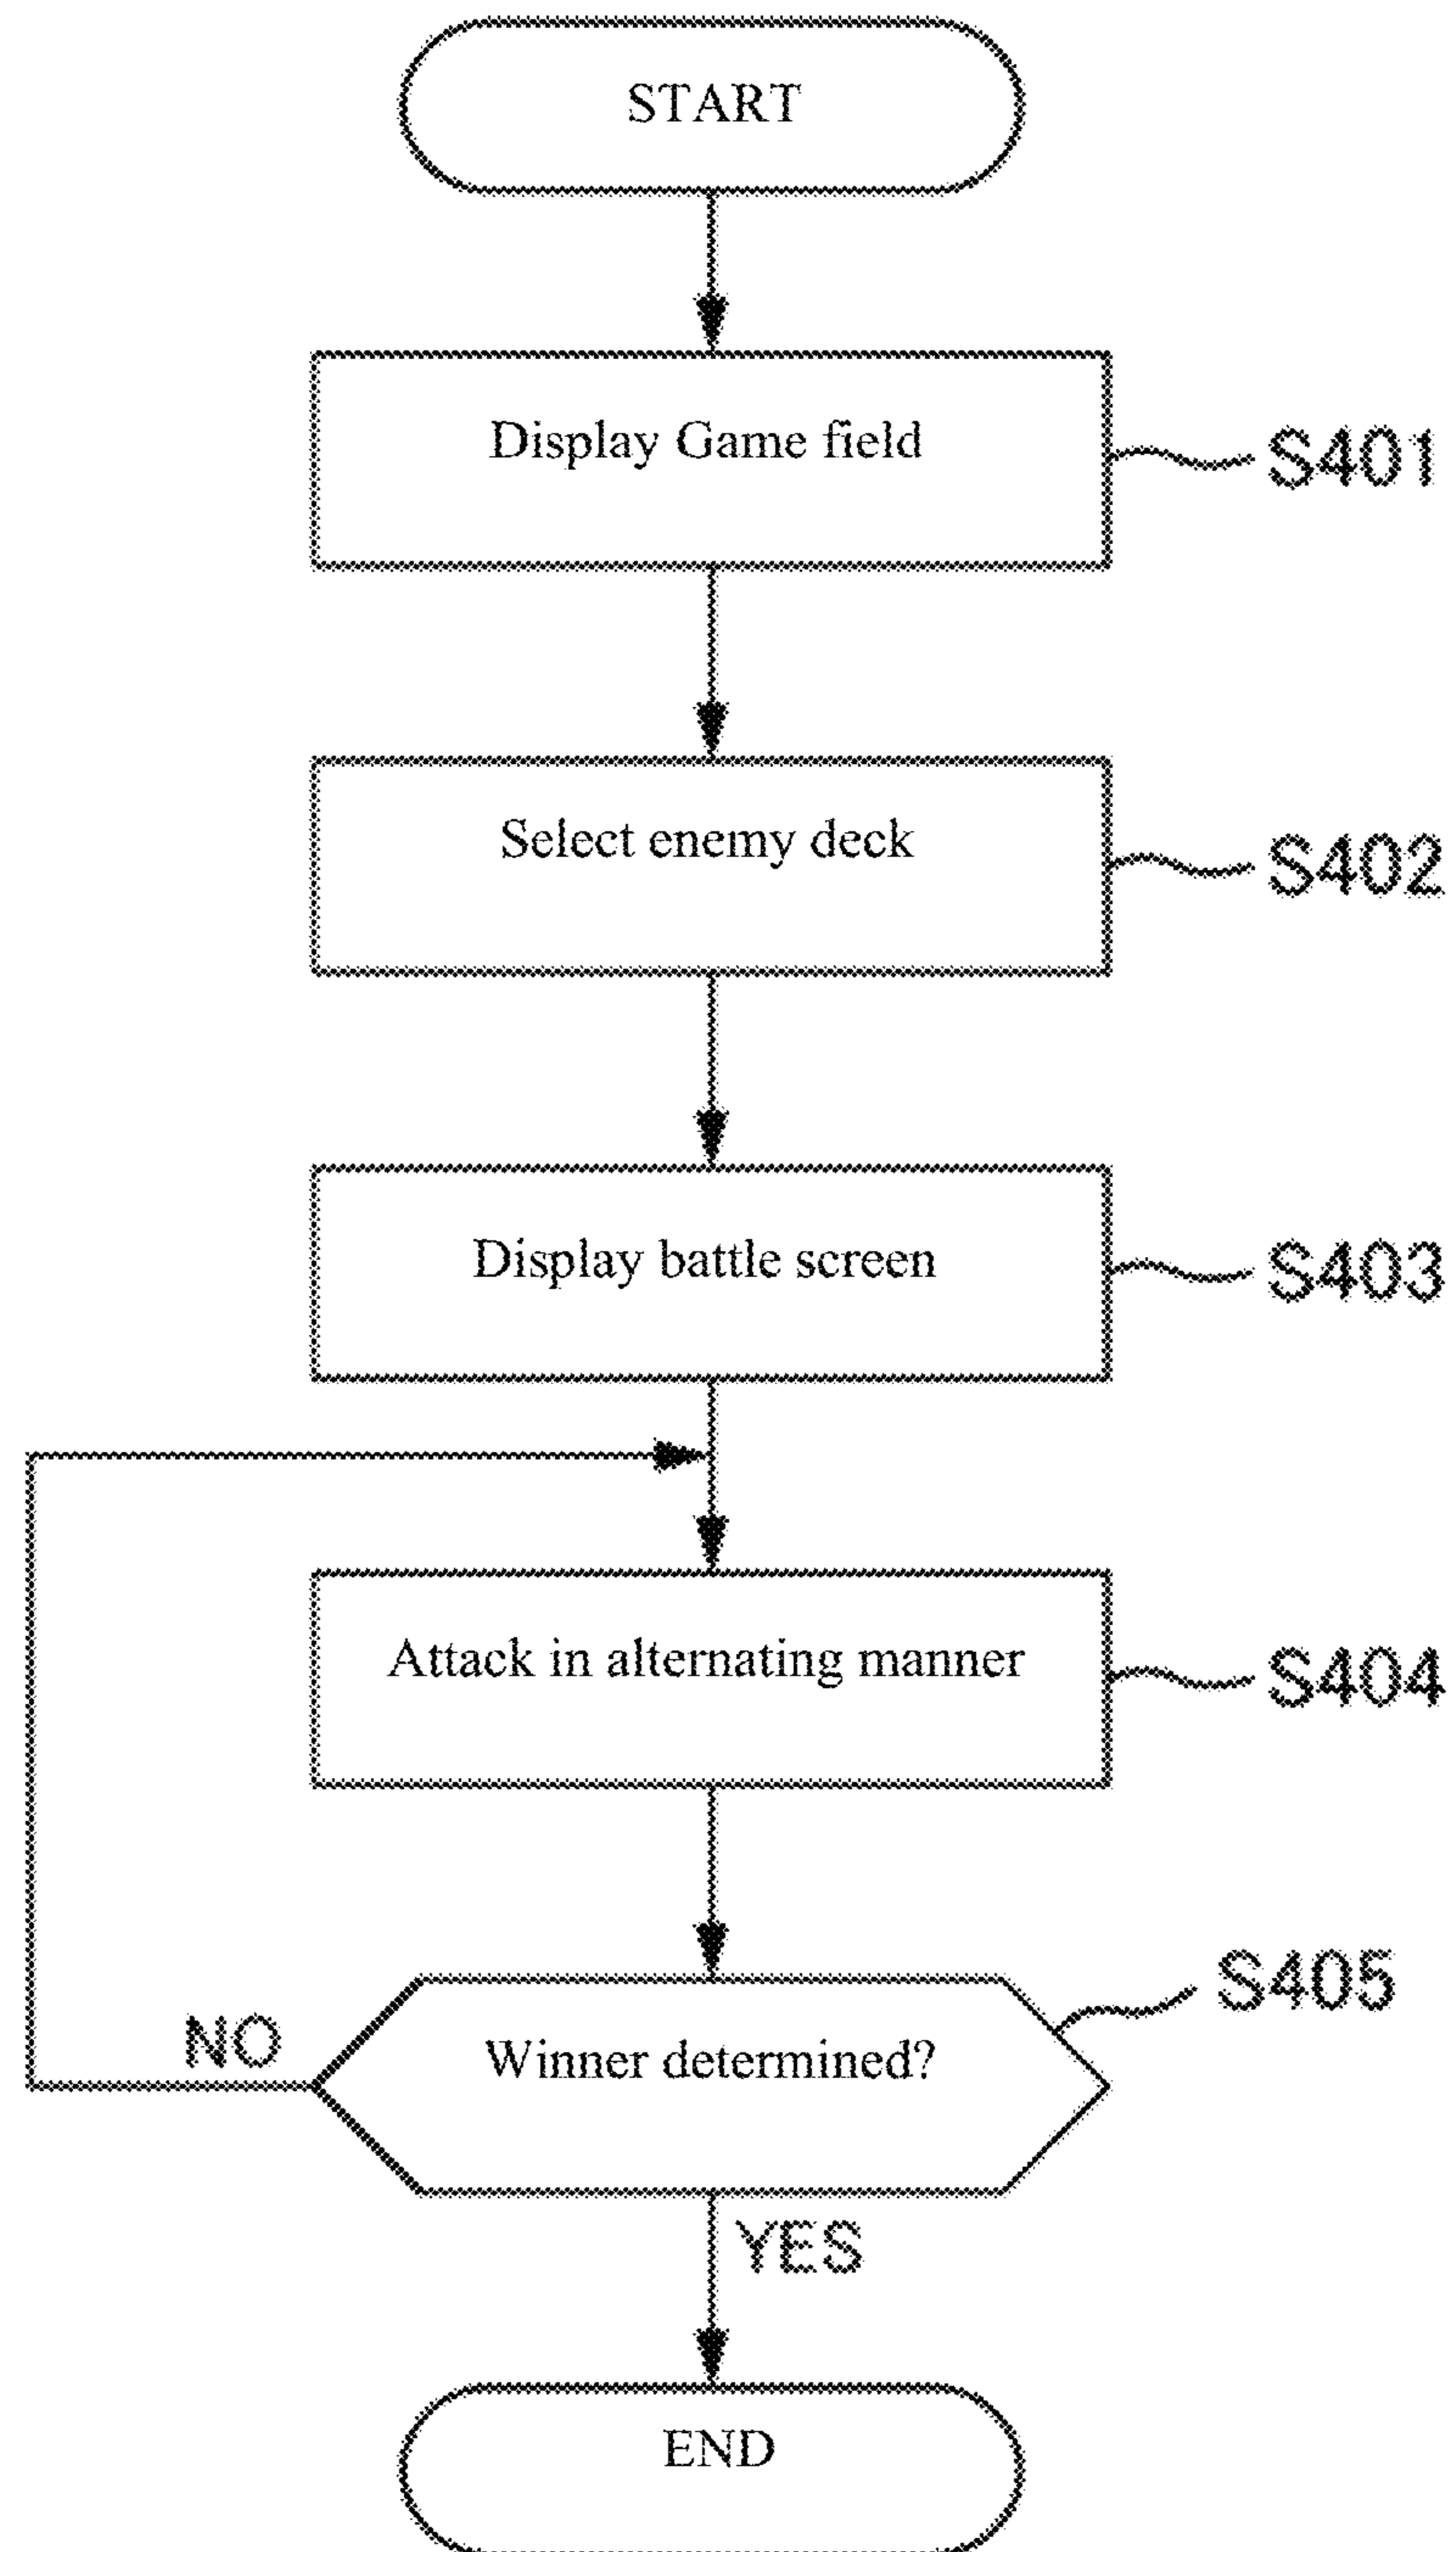 START
Display Game field
S401
Select enemy deck
S402
Display battle screen
S403
Attack in alternating manner
S404
S405
Winner determined?
NO
YES
END